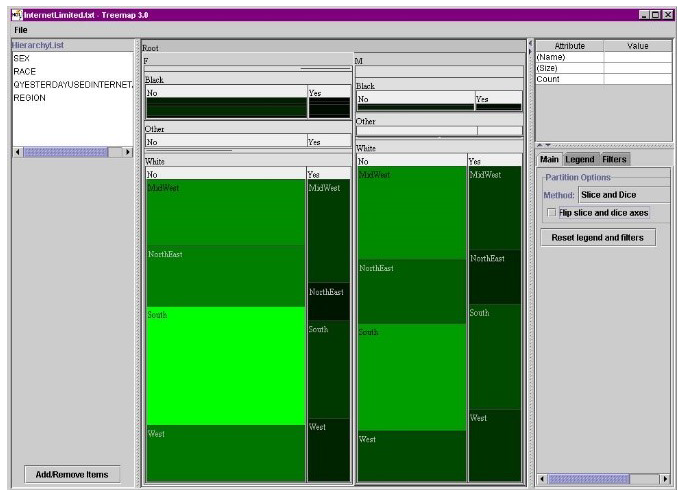 InternetLimited.txt - Treemap 3.0
File
HierarchyList
SEX
RACE
QYESTERDAYUSEDINTERNET.
REGION
Add/Remove Items
Root
F
Black
No Yes
Other
No Yes
White
No Yes
MidWest MidWest
NorthEast
NorthEast
South
South
West
West
M
Black
No Yes
Other
White
No Yes
MidWest MidWest
NorthEast
NorthEast
South
South
West
West
Attribute Value
(Name)
(Size)
Count
Main Legend Filters
Partition Options
Method: Slice and Dice
Flip slice and dice axes
Reset legend and filters